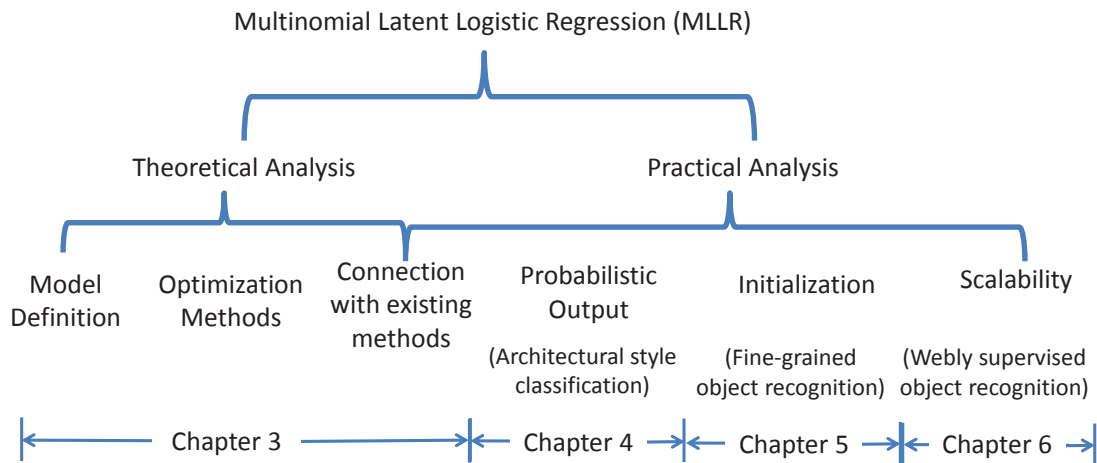 Multinomial Latent Logistic Regression (MLLR)
Theoretical Analysis
Practical Analysis
Model
Definition
Optimization
Methods
Connection
with existing
methods
Probabilistic
Output
(Architectural style
classification)
Initialization
(Fine-grained
object recognition)
Scalability
(Webly supervised
object recognition)
Chapter 3
Chapter 4
Chapter 5
Chapter 6